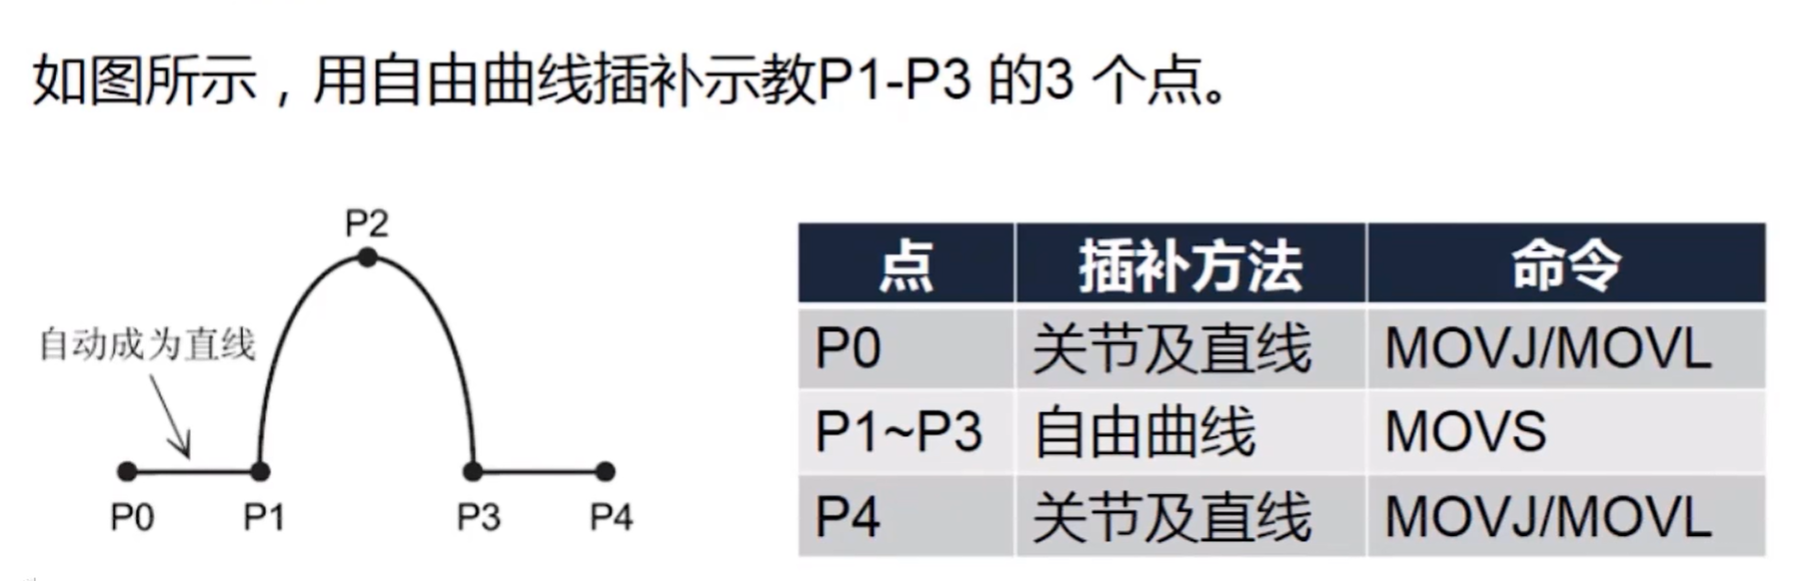 如图所示，用自由曲线插补示教P1-P3 的3 个点。
P2
自动成为直线
P0 P1 P3 P4
点 插补方法 命令
P0 关节及直线 MOVJ/MOVL
P1~P3 自由曲线 MOVS
P4 关节及直线 MOVJ/MOVL